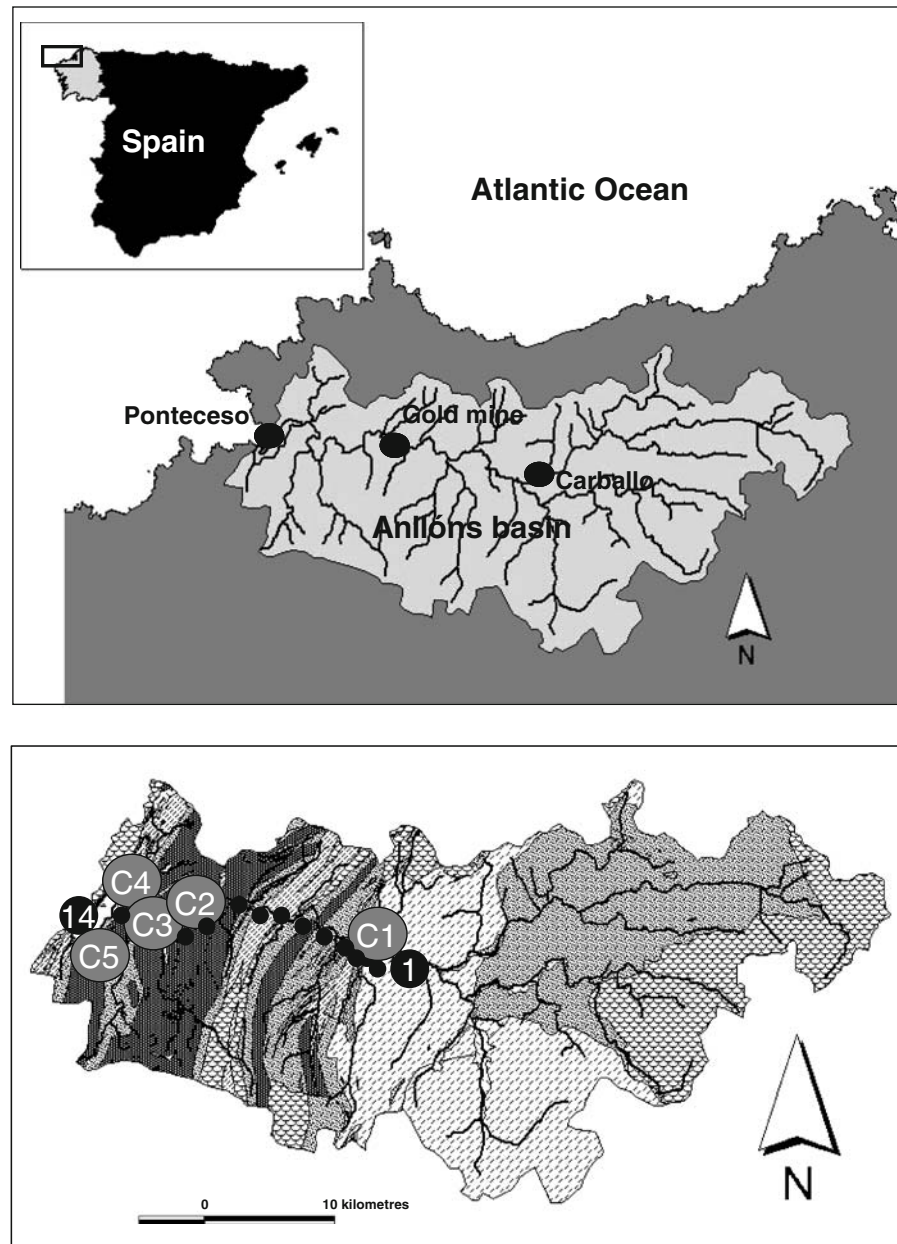 Spain
Atlantic Ocean
Ponteceso
Gold mine
Carballo
Anllóns basin
N
C4
14
C3
C2
C5
C1
1
0
10 kilometres
N